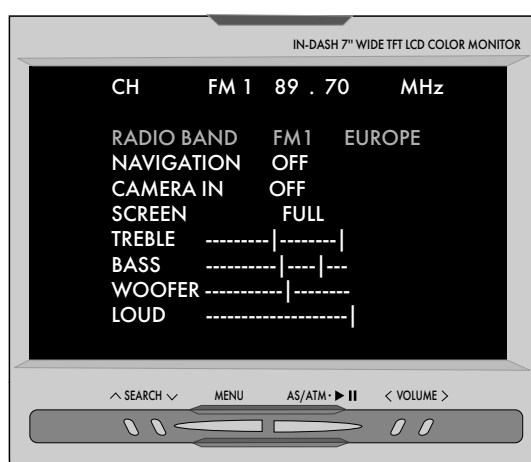 IN-DASH 7" WIDE TFT LCD COLOR MONITOR
CH FM 1 89 . 70 MHz
RADIO BAND FM1 EUROPE
NAVIGATION OFF
CAMERA IN OFF
SCREEN FULL
TREBLE ---------|--------|
BASS ----------|----|---
WOOFER -----------|--------
LOUD --------------------|
︿ SEARCH ﹀ MENU AS/ATM·▶❚❚ < VOLUME >